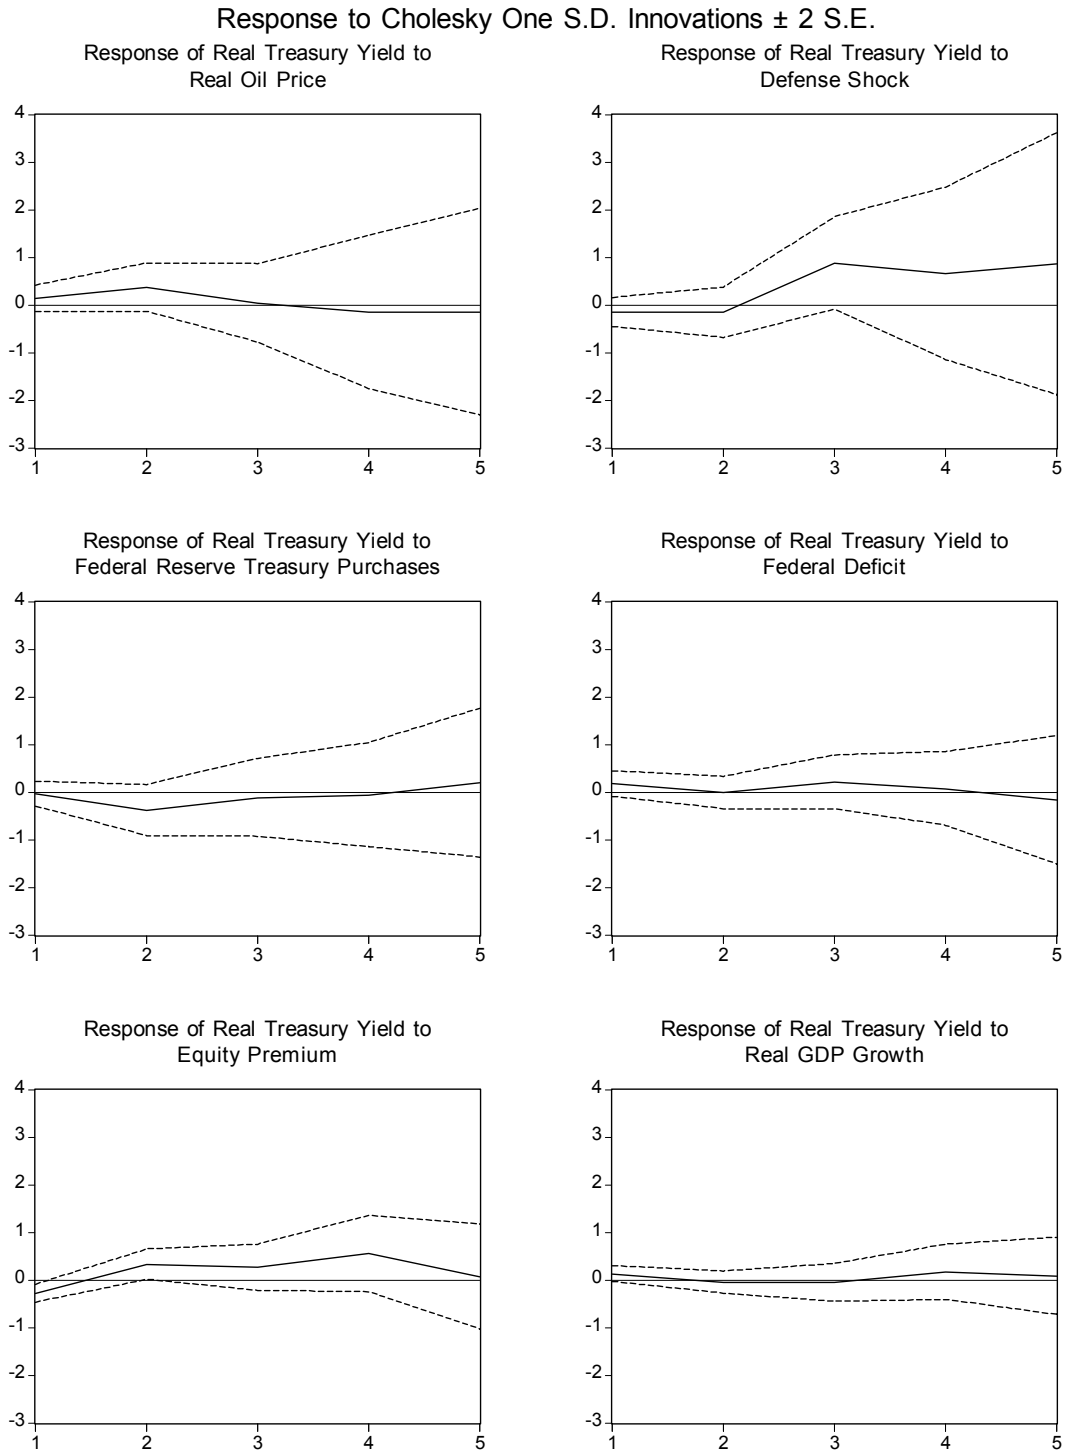 Response to Cholesky One S.D. Innovations ± 2 S.E.
Response of Real Treasury Yield to
Real Oil Price
4
3
2
1
0
-1
-2
-3
1 2 3 4 5
Response of Real Treasury Yield to
Defense Shock
4
3
2
1
0
-1
-2
-3
1 2 3 4 5
Response of Real Treasury Yield to
Federal Reserve Treasury Purchases
4
3
2
1
0
-1
-2
-3
1 2 3 4 5
Response of Real Treasury Yield to
Federal Deficit
4
3
2
1
0
-1
-2
-3
1 2 3 4 5
Response of Real Treasury Yield to
Equity Premium
4
3
2
1
0
-1
-2
-3
1 2 3 4 5
Response of Real Treasury Yield to
Real GDP Growth
4
3
2
1
0
-1
-2
-3
1 2 3 4 5